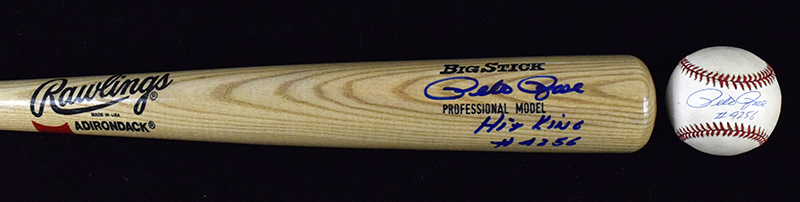 Rawlings®
MADE IN USA
ADIRONDACK®
BIG STICK
Pete Rose
PROFESSIONAL MODEL
Hit King
#4256
Pete Rose
#4256